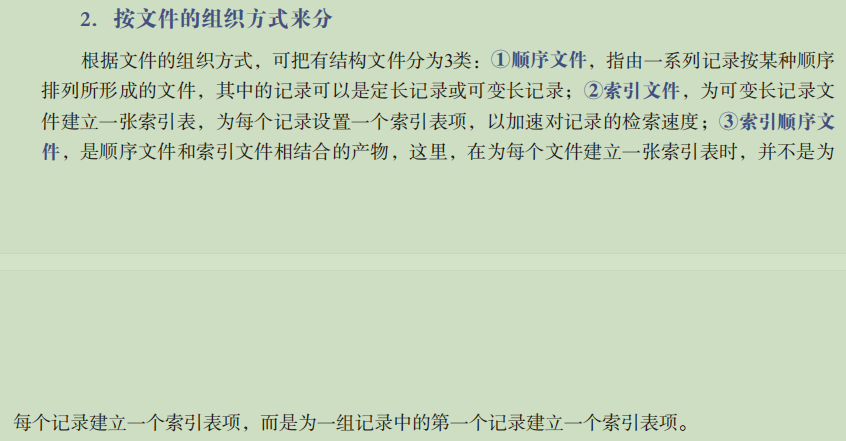 2. 按文件的组织方式来分
根据文件的组织方式，可把有结构文件分为3类：①顺序文件，指由一系列记录按某种顺序
排列所形成的文件，其中的记录可以是定长记录或可变长记录；②索引文件，为可变长记录文
件建立一张索引表，为每个记录设置一个索引表项，以加速对记录的检索速度；③索引顺序文
件，是顺序文件和索引文件相结合的产物，这里，在为每个文件建立一张索引表时，并不是为
每个记录建立一个索引表项，而是为一组记录中的第一个记录建立一个索引表项。